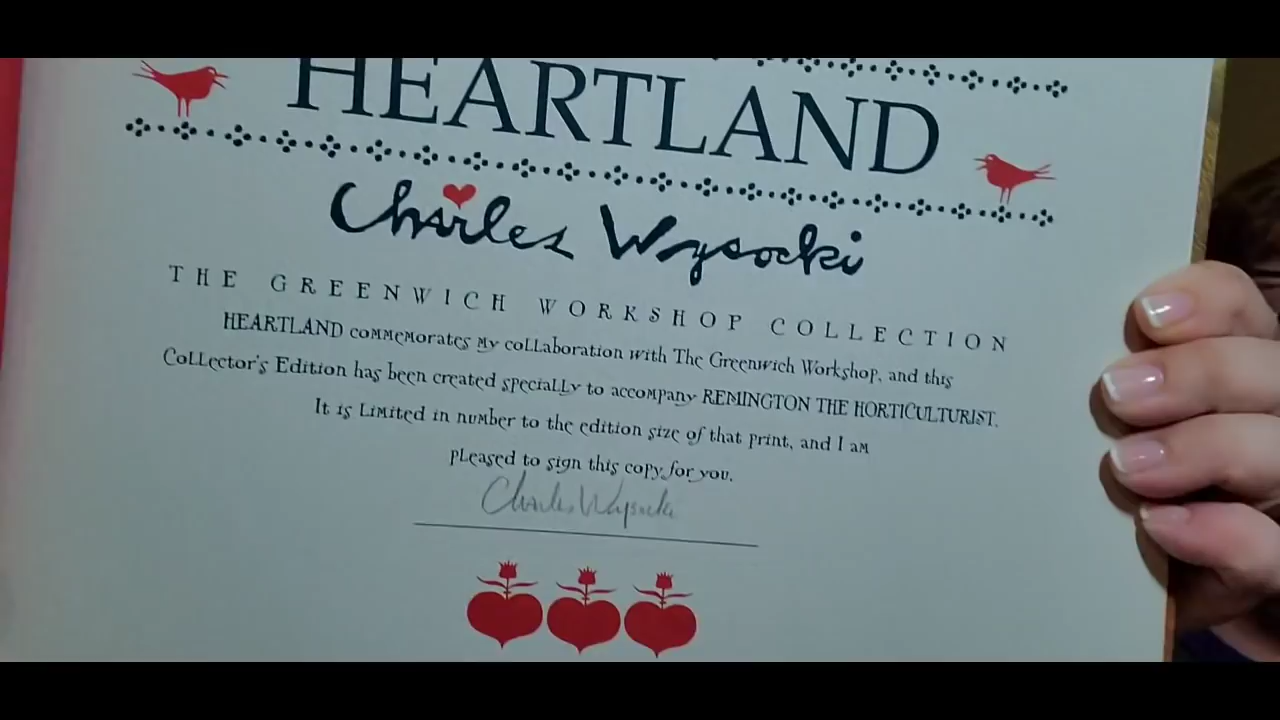 HEARTLAND
Charles Wysocki
THE GREENWICH WORKSHOP COLLECTION
HEARTLAND commemorates my collaboration with The Greenwich Workshop, and this
Collector's Edition has been created specially to accompany REMINGTON THE HORTICULTURIST.
It is limited in number to the edition size of that print, and I am
pleased to sign this copy for you.
Charles Wysocki